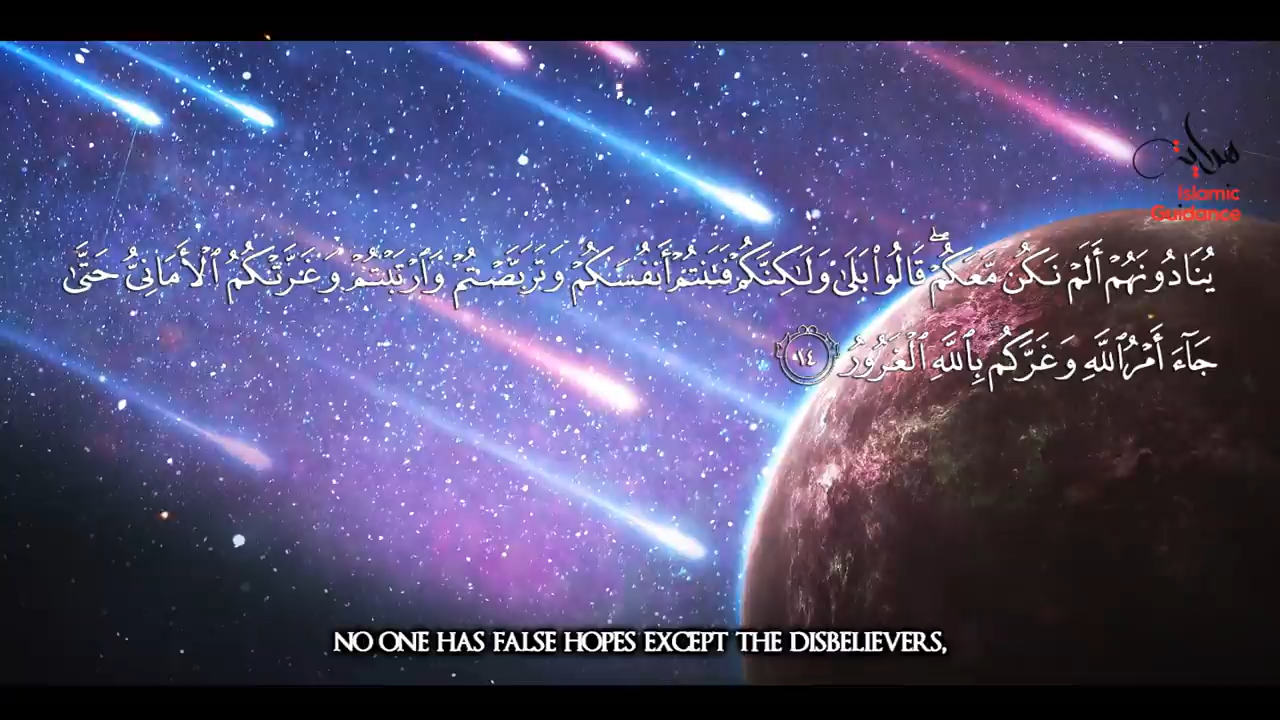 هداية
Islamic
Guidance
يُنَادُونَهُمْ أَلَمْ نَكُن مَّعَكُمْ ۖ قَالُوا۟ بَلَىٰ وَلَـٰكِنَّكُمْ فَتَنتُمْ أَنفُسَكُمْ وَتَرَبَّصْتُمْ وَٱرْتَبْتُمْ وَغَرَّتْكُمُ ٱلْأَمَانِىُّ حَتَّىٰ
جَآءَ أَمْرُ ٱللَّهِ وَغَرَّكُم بِٱللَّهِ ٱلْغَرُورُ ١٤
NO ONE HAS FALSE HOPES EXCEPT THE DISBELIEVERS,